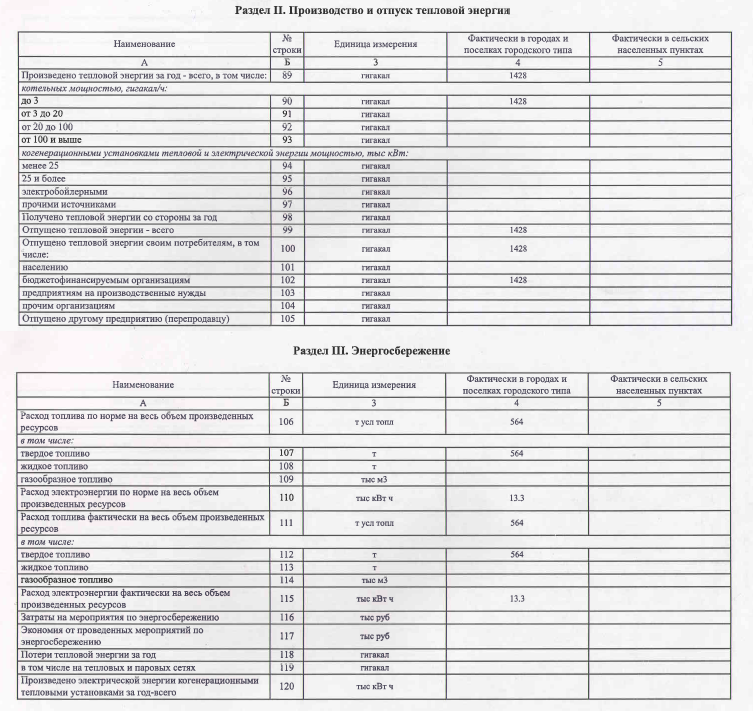 Раздел II. Производство и отпуск тепловой энергии
Наименование № строки Единица измерения Фактически в городах и поселках городского типа Фактически в сельских населенных пунктах
А Б 3 4 5
Произведено тепловой энергии за год - всего, в том числе: 89 гигакал 1428
котельных мощностью, гигакал/ч:
до 3 90 гигакал 1428
от 3 до 20 91 гигакал
от 20 до 100 92 гигакал
от 100 и выше 93 гигакал
когенерационными установками тепловой и электрической энергии мощностью, тыс кВт:
менее 25 94 гигакал
25 и более 95 гигакал
электробойлерными 96 гигакал
прочими источниками 97 гигакал
Получено тепловой энергии со стороны за год 98 гигакал
Отпущено тепловой энергии - всего 99 гигакал 1428
Отпущено тепловой энергии своим потребителям, в том
числе: 100 гигакал 1428
населению 101 гигакал
бюджетофинансируемым организациям 102 гигакал 1428
предприятиям на производственные нужды 103 гигакал
прочим организациям 104 гигакал
Отпущено другому предприятию (перепродавцу) 105 гигакал
Раздел III. Энергосбережение
Наименование № строки Единица измерения Фактически в городах и поселках городского типа Фактически в сельских населенных пунктах
А Б 3 4 5
Расход топлива по норме на весь объем произведенных
ресурсов 106 т усл топл 564
в том числе:
твердое топливо 107 т 564
жидкое топливо 108 т
газообразное топливо 109 тыс м3
Расход электроэнергии по норме на весь объем
произведенных ресурсов 110 тыс кВт ч 13.3
Расход топлива фактически на весь объем произведенных
ресурсов 111 т усл топл 564
в том числе:
твердое топливо 112 т 564
жидкое топливо 113 т
газообразное топливо 114 тыс м3
Расход электроэнергии фактически на весь объем
произведенных ресурсов 115 тыс кВт ч 13.3
Затраты на мероприятия по энергосбережению 116 тыс руб
Экономия от проведенных мероприятий по
энергосбережению 117 тыс руб
Потери тепловой энергии за год 118 гигакал
в том числе на тепловых и паровых сетях 119 гигакал
Произведено электрической энергии когенерационными
тепловыми установками за год-всего 120 тыс кВт ч